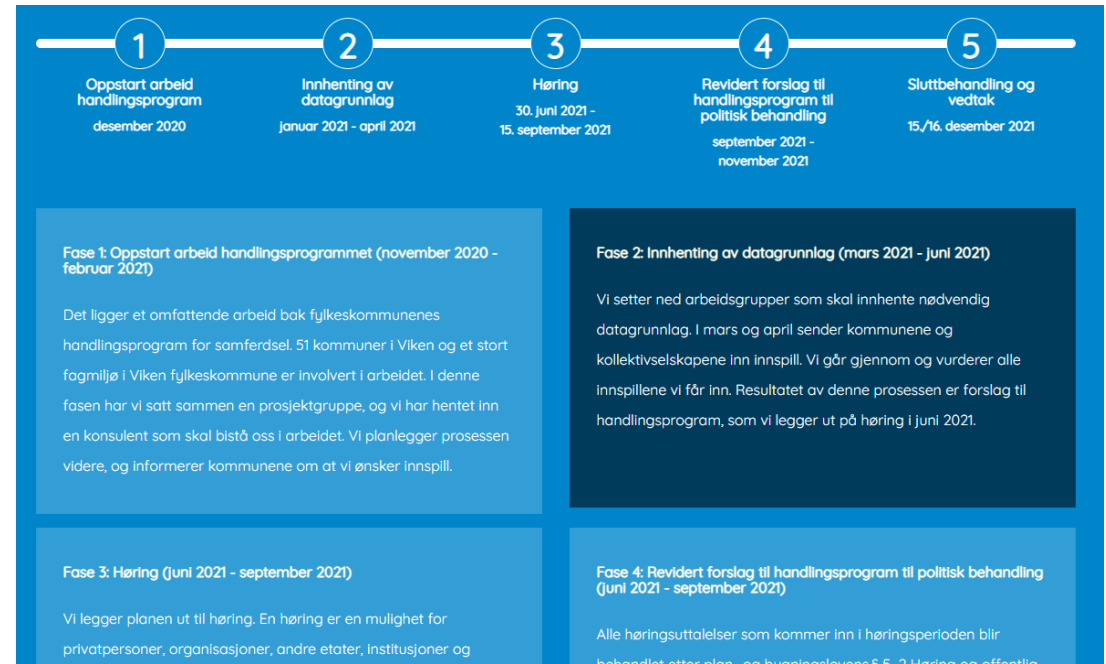 1
Oppstart arbeid
handlingsprogram
desember 2020
2
Innhenting av
datagrunnlag
januar 2021 - april 2021
3
Høring
30. juni 2021 -
15. september 2021
4
Revidert forslag til
handlingsprogram til
politisk behandling
september 2021 -
november 2021
5
Sluttbehandling og
vedtak
15./16. desember 2021
Fase 1: Oppstart arbeid handlingsprogrammet (november 2020 -
februar 2021)
Det ligger et omfattende arbeid bak fylkeskommunenes
handlingsprogram for samferdsel. 51 kommuner i Viken og et stort
fagmiljø i Viken fylkeskommune er involvert i arbeidet. I denne
fasen har vi satt sammen en prosjektgruppe, og vi har hentet inn
en konsulent som skal bistå oss i arbeidet. Vi planlegger prosessen
videre, og informerer kommunene om at vi ønsker innspill.
Fase 2: Innhenting av datagrunnlag (mars 2021 - juni 2021)
Vi setter ned arbeidsgrupper som skal innhente nødvendig
datagrunnlag. I mars og april sender kommunene og
kollektivselskapene inn innspill. Vi går gjennom og vurderer alle
innspillene vi får inn. Resultatet av denne prosessen er forslag til
handlingsprogram, som vi legger ut på høring i juni 2021.
Fase 3: Høring (juni 2021 - september 2021)
Vi legger planen ut til høring. En høring er en mulighet for
privatpersoner, organisasjoner, andre etater, institusjoner og
Fase 4: Revidert forslag til handlingsprogram til politisk behandling
(juni 2021 - september 2021)
Alle høringsuttalelser som kommer inn i høringsperioden blir
behandlet etter plan- og bygningslovens § 5-2 Høring og offentlig